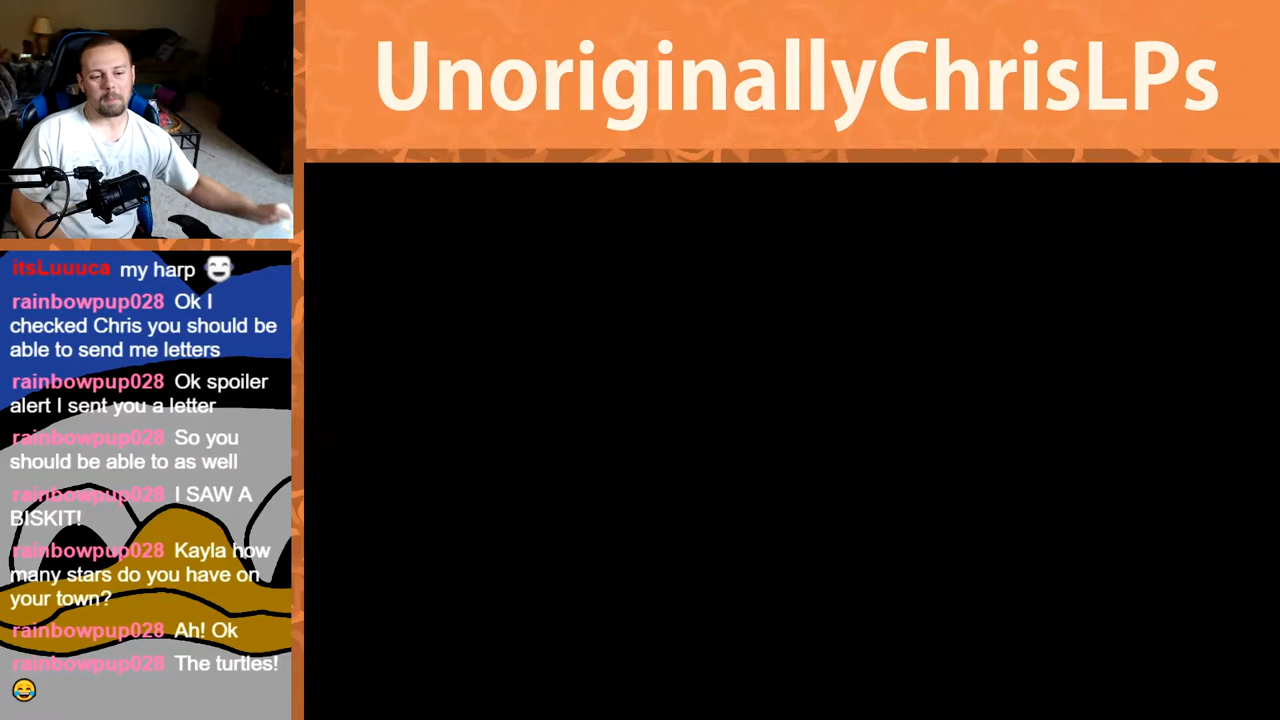 UnoriginallyChrisLPs
itsLuuuca my harp
rainbowpup028 Ok I
checked Chris you should be
able to send me letters
rainbowpup028 Ok spoiler
alert I sent you a letter
rainbowpup028 So you
should be able to as well
rainbowpup028 I SAW A
BISKIT!
rainbowpup028 Kayla how
many stars do you have on
your town?
rainbowpup028 Ah! Ok
rainbowpup028 The turtles!
😂